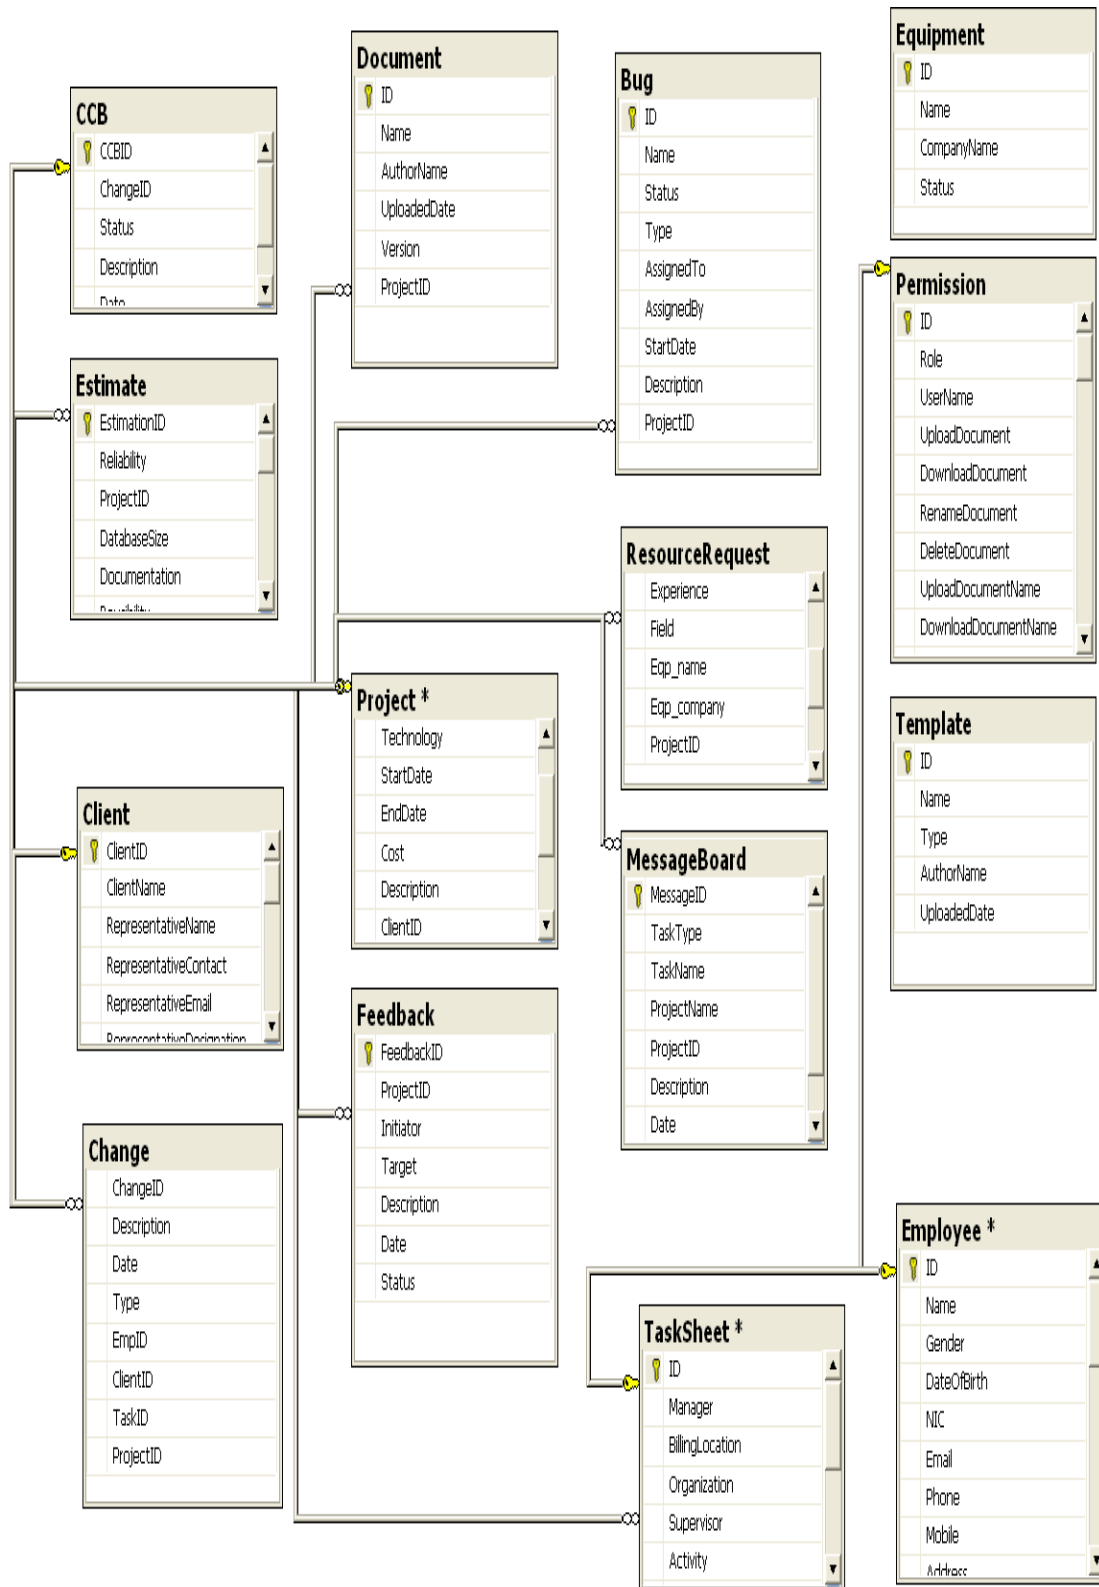 CCB
CCBID
ChangeID
Status
Description
Date
Estimate
EstimationID
Reliability
ProjectID
DatabaseSize
Documentation
Client
ClientID
ClientName
RepresentativeName
RepresentativeContact
RepresentativeEmail
RepresentativeDesignation
Change
ChangeID
Description
Date
Type
EmpID
ClientID
TaskID
ProjectID
Document
ID
Name
AuthorName
UploadedDate
Version
ProjectID
Project *
Technology
StartDate
EndDate
Cost
Description
ClientID
Feedback
FeedbackID
ProjectID
Initiator
Target
Description
Date
Status
Bug
ID
Name
Status
Type
AssignedTo
AssignedBy
StartDate
Description
ProjectID
ResourceRequest
Experience
Field
Eqp_name
Eqp_company
ProjectID
MessageBoard
MessageID
TaskType
TaskName
ProjectName
ProjectID
Description
Date
TaskSheet *
ID
Manager
BillingLocation
Organization
Supervisor
Activity
Equipment
ID
Name
CompanyName
Status
Permission
ID
Role
UserName
UploadDocument
DownloadDocument
RenameDocument
DeleteDocument
UploadDocumentName
DownloadDocumentName
Template
ID
Name
Type
AuthorName
UploadedDate
Employee *
ID
Name
Gender
DateOfBirth
NIC
Email
Phone
Mobile
Address